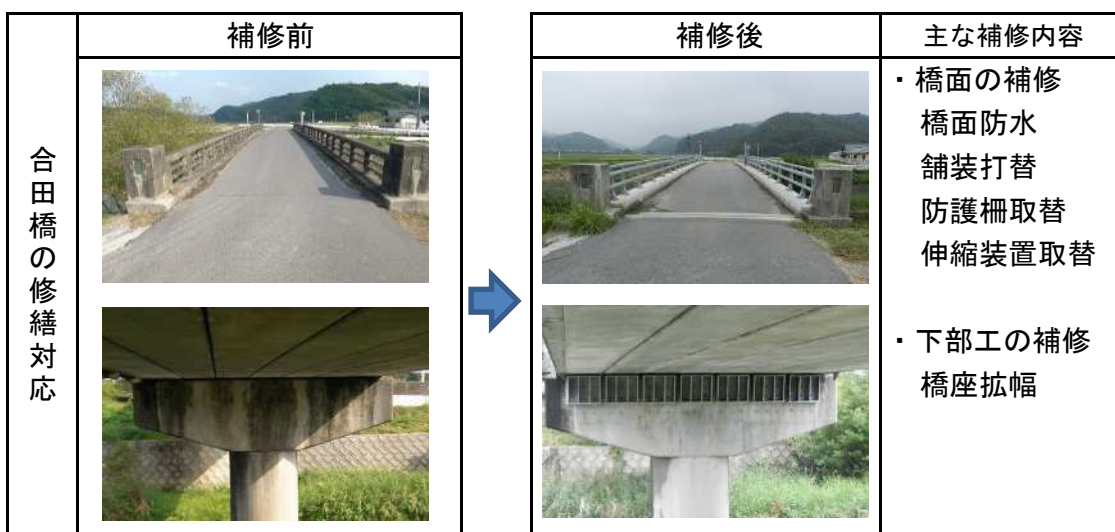 合田橋の修繕対応
補修前
補修後
主な補修内容
・橋面の補修
橋面防水
舗装打替
防護柵取替
伸縮装置取替
・下部工の補修
橋座拡幅